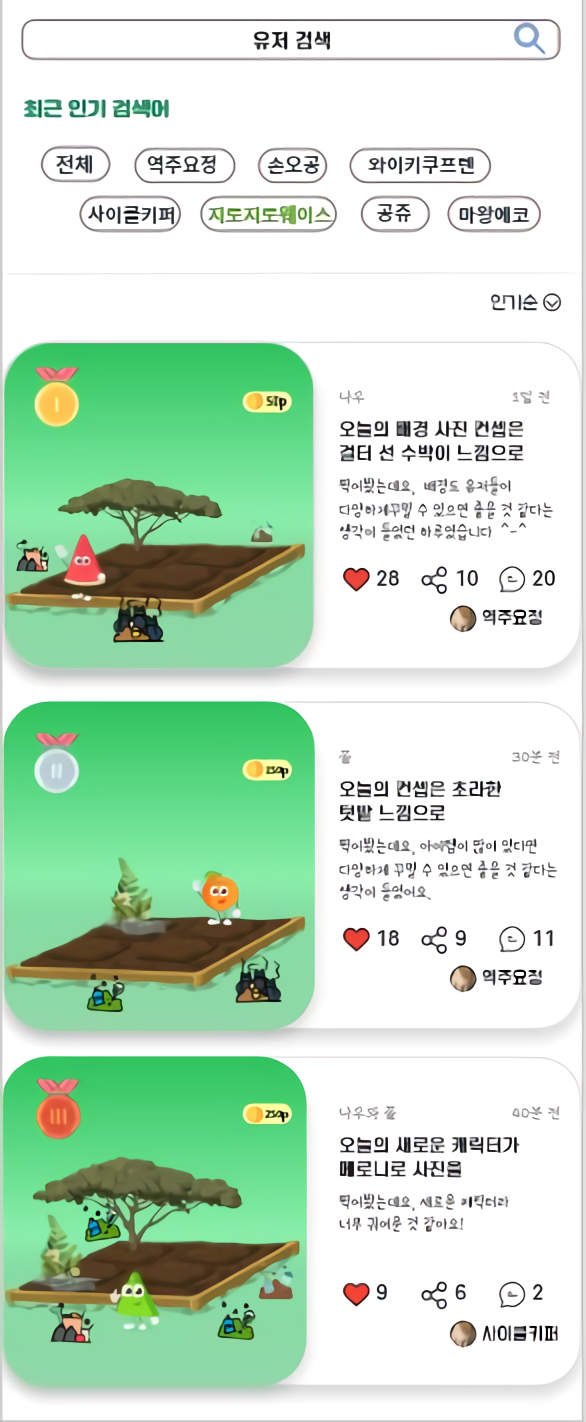 유저 검색
최근 인기 검색어
전체 역주요정 손오공 와이키쿠프렌
사이클키퍼 지도지도웨이스 공쥬 마왕에코
인기순
I
51p
나우 1일 전
오늘의 배경 사진 컨셉은
걸터 선 수박이 느낌으로
찍어봤는데요, 배경도 유저들이
다양하게꾸밀 수 있으면 좋을 것 같다는
생각이 들었던 하루였습니다 ^-^
28 10 20
역주요정
II
250p
풀 30분 전
오늘의 컨셉은 초라한
텃밭 느낌으로
찍어봤는데요, 아이템이 많이 있다면
다양하게 꾸밀 수 있으면 좋을 것 같다는
생각이 들었어요.
18 9 11
역주요정
III
250p
나우와 풀 40분 전
오늘의 새로운 캐릭터가
메로니로 사진을
찍어봤는데요, 새로운 캐릭터라
너무 귀여운 것 같아요!
9 6 2
사이클키퍼